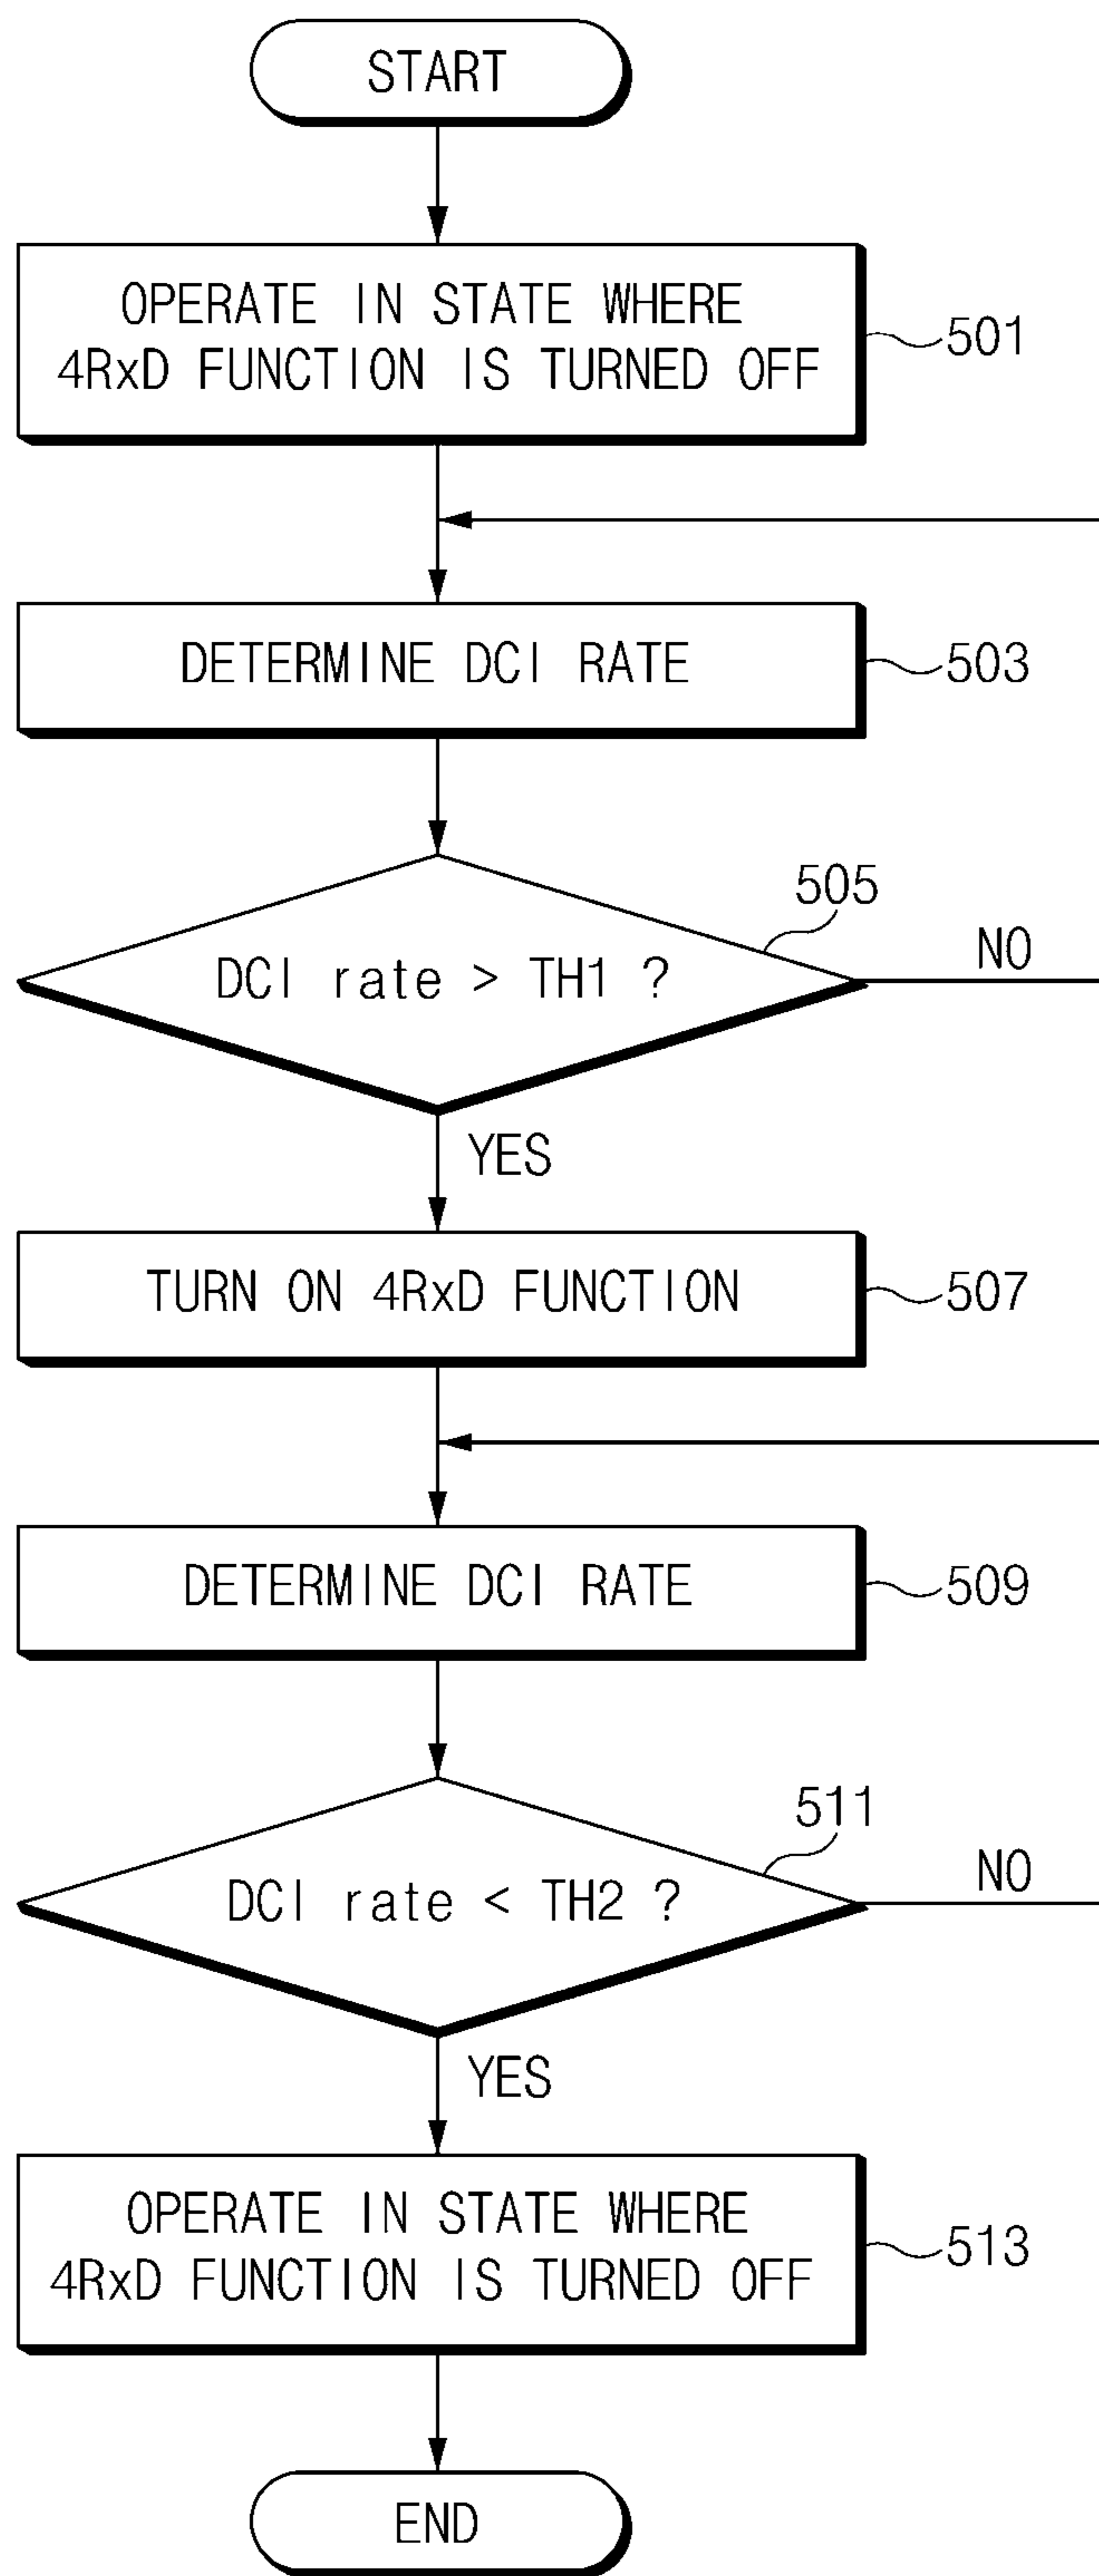 START
OPERATE IN STATE WHERE
4RxD FUNCTION IS TURNED OFF
501
DETERMINE DCI RATE
503
505
DCI rate > TH1 ?
NO
YES
TURN ON 4RxD FUNCTION
507
DETERMINE DCI RATE
509
511
DCI rate < TH2 ?
NO
YES
OPERATE IN STATE WHERE
4RxD FUNCTION IS TURNED OFF
513
END